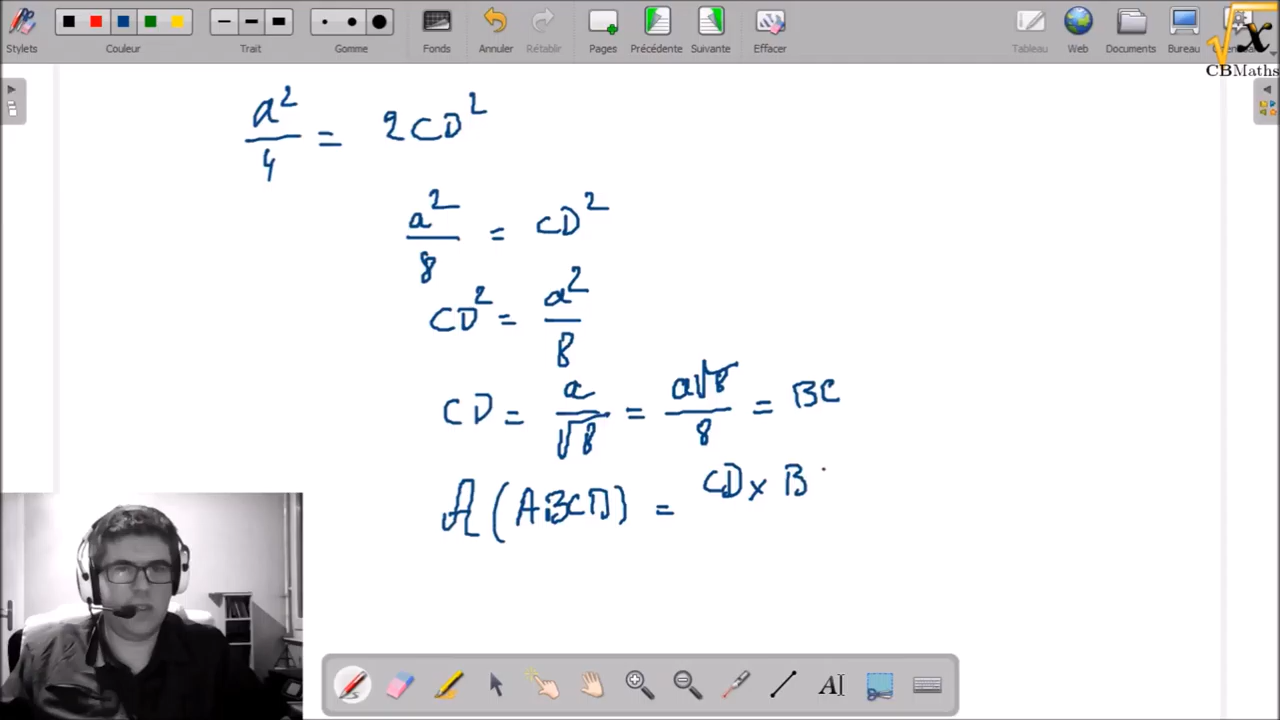 Stylets Couleur Trait Gomme Fonds Annuler Rétablir Pages Précédente Suivante Effacer Tableau Web Documents Bureau
CBMaths
a²/4 = 2CD²
a²/8 = CD²
CD² = a²/8
CD = a/√8 = a√8/8 = BC
A(ABCD) = CD × B
AI